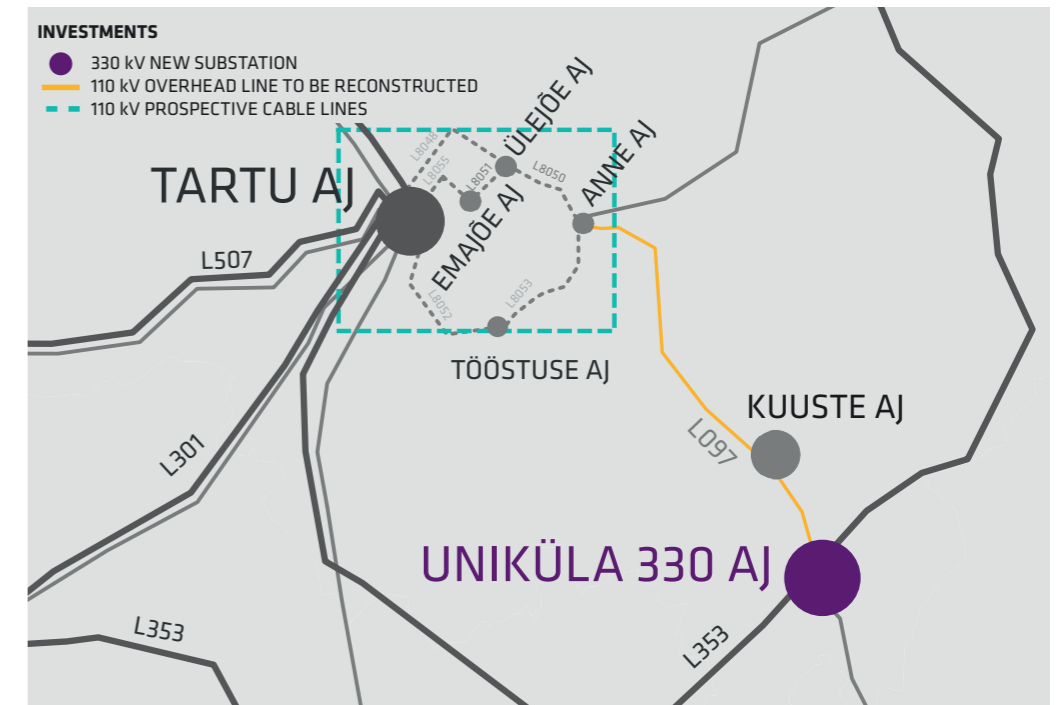 INVESTMENTS
330 kV NEW SUBSTATION
110 kV OVERHEAD LINE TO BE RECONSTRUCTED
110 kV PROSPECTIVE CABLE LINES
ÜLEJÕE AJ
ANNE AJ
L8048
L8055
L8051
L8050
TARTU AJ
EMAJÕE AJ
L507
L8052
L8053
TÖÖSTUSE AJ
KUUSTE AJ
L097
L301
UNIKÜLA 330 AJ
L353
L353